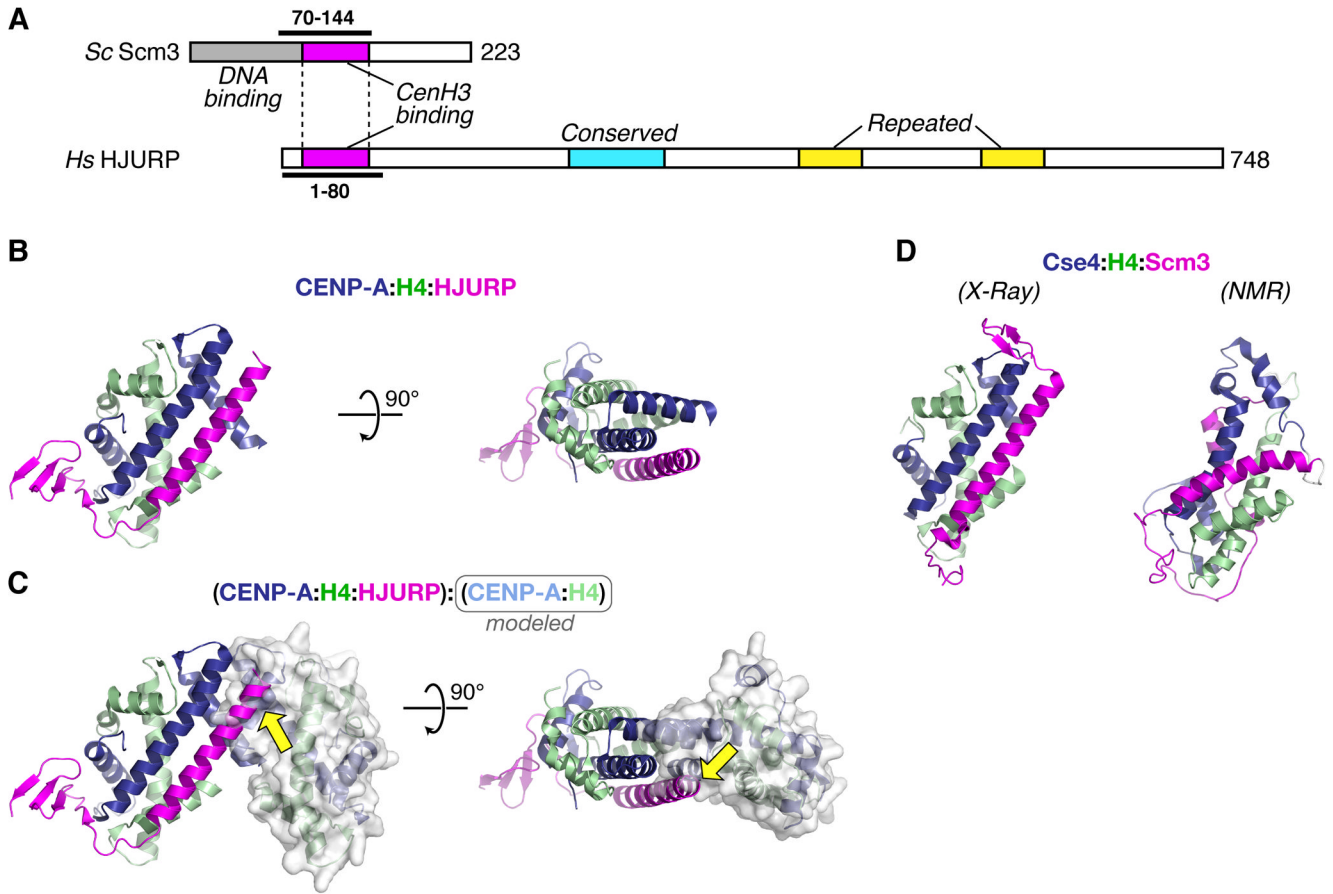 A
70-144
Sc Scm3
223
DNA
binding
CenH3
binding
Conserved
Repeated
Hs HJURP
748
1-80
B
CENP-A:H4:HJURP
90°
D
Cse4:H4:Scm3
(X-Ray)
(NMR)
C
(CENP-A:H4:HJURP): (CENP-A:H4)
modeled
90°